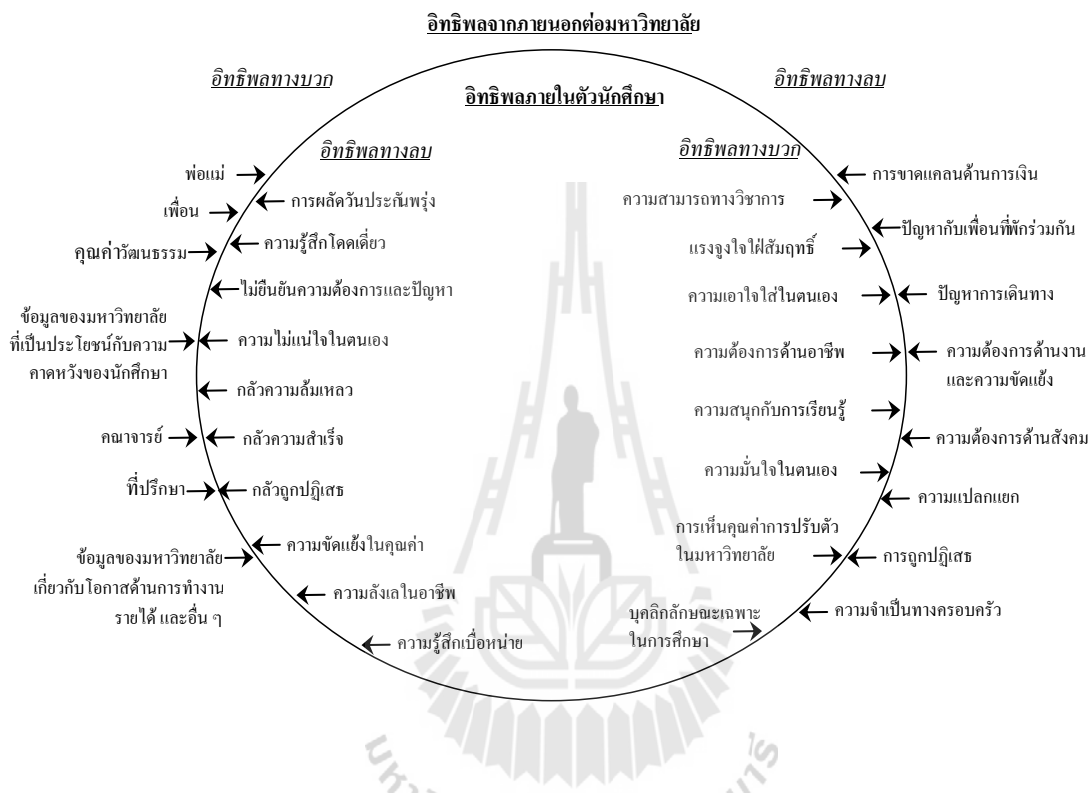 อิทธิพลจากภายนอกต่อมหาวิทยาลัย
อิทธิพลทางบวก
อิทธิพลทางลบ
อิทธิพลภายในตัวนักศึกษา
อิทธิพลทางลบ
อิทธิพลทางบวก
พ่อแม่
เพื่อน
คุณค่าวัฒนธรรม
ข้อมูลของมหาวิทยาลัย
ที่เป็นประโยชน์กับความ
คาดหวังของนักศึกษา
คณาจารย์
ที่ปรึกษา
ข้อมูลของมหาวิทยาลัย
เกี่ยวกับโอกาสด้านการทำงาน
รายได้ และอื่น ๆ
การผลัดวันประกันพรุ่ง
ความรู้สึกโดดเดี่ยว
ไม่ยืนยันความต้องการและปัญหา
ความไม่แน่ใจในตนเอง
กลัวความล้มเหลว
กลัวความสำเร็จ
กลัวถูกปฏิเสธ
ความขัดแย้งในคุณค่า
ความลังเลในอาชีพ
ความรู้สึกเบื่อหน่าย
ความสามารถทางวิชาการ
แรงจูงใจใฝ่สัมฤทธิ์
ความเอาใจใส่ในตนเอง
ความต้องการด้านอาชีพ
ความสนุกกับการเรียนรู้
ความมั่นใจในตนเอง
การเห็นคุณค่าการปรับตัว
ในมหาวิทยาลัย
บุคลิกลักษณะเฉพาะ
ในการศึกษา
การขาดแคลนด้านการเงิน
ปัญหากับเพื่อนที่พักร่วมกัน
ปัญหาการเดินทาง
ความต้องการด้านงาน
และความขัดแย้ง
ความต้องการด้านสังคม
ความแปลกแยก
การถูกปฏิเสธ
ความจำเป็นทางครอบครัว